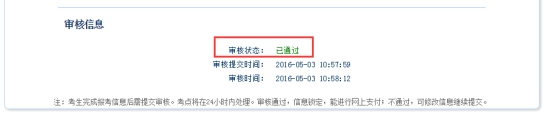 审核信息
审核状态： 已通过
审核提交时间： 2016-05-03 10:57:59
审核时间： 2016-05-03 10:58:12
注：考生完成报考信息后需提交审核。考点将在24小时内处理。审核通过，信息锁定，能进行网上支付；不通过，可修改信息继续提交。